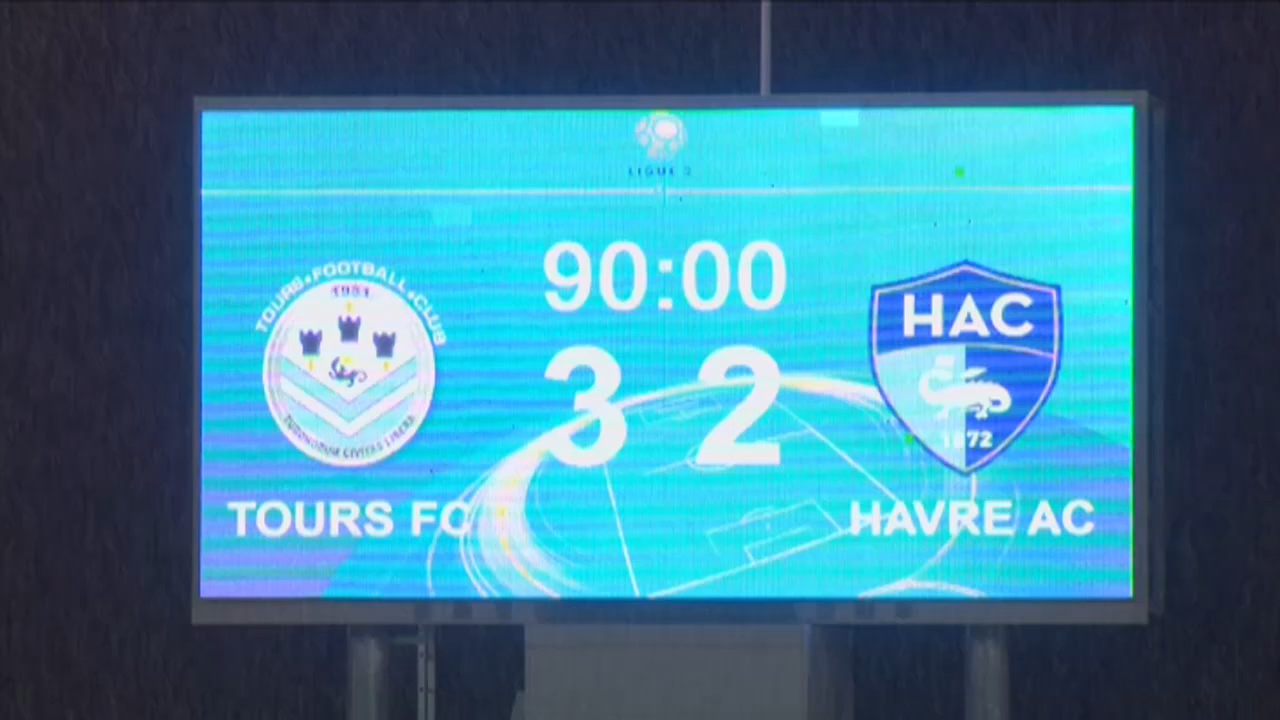 LIGUE 2
90:00
TOURS•FOOTBALL•CLUB
1951
HAC
3 2
1872
TOURS FC
HAVRE AC